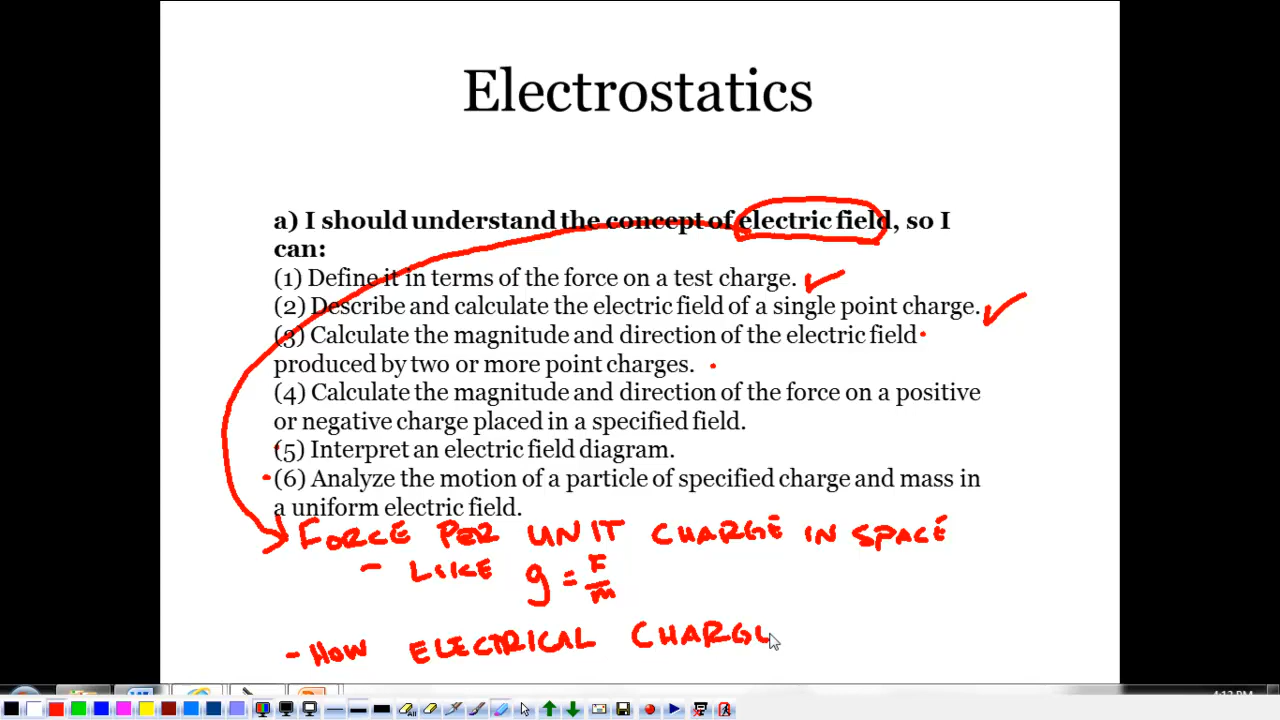 Electrostatics
a) I should understand the concept of electric field, so I
can:
(1) Define it in terms of the force on a test charge.
(2) Describe and calculate the electric field of a single point charge.
(3) Calculate the magnitude and direction of the electric field
produced by two or more point charges.
(4) Calculate the magnitude and direction of the force on a positive
or negative charge placed in a specified field.
(5) Interpret an electric field diagram.
(6) Analyze the motion of a particle of specified charge and mass in
a uniform electric field.
FORCE PER UNIT CHARGE IN SPACE
- LIKE g = F/m
- HOW ELECTRICAL CHARG